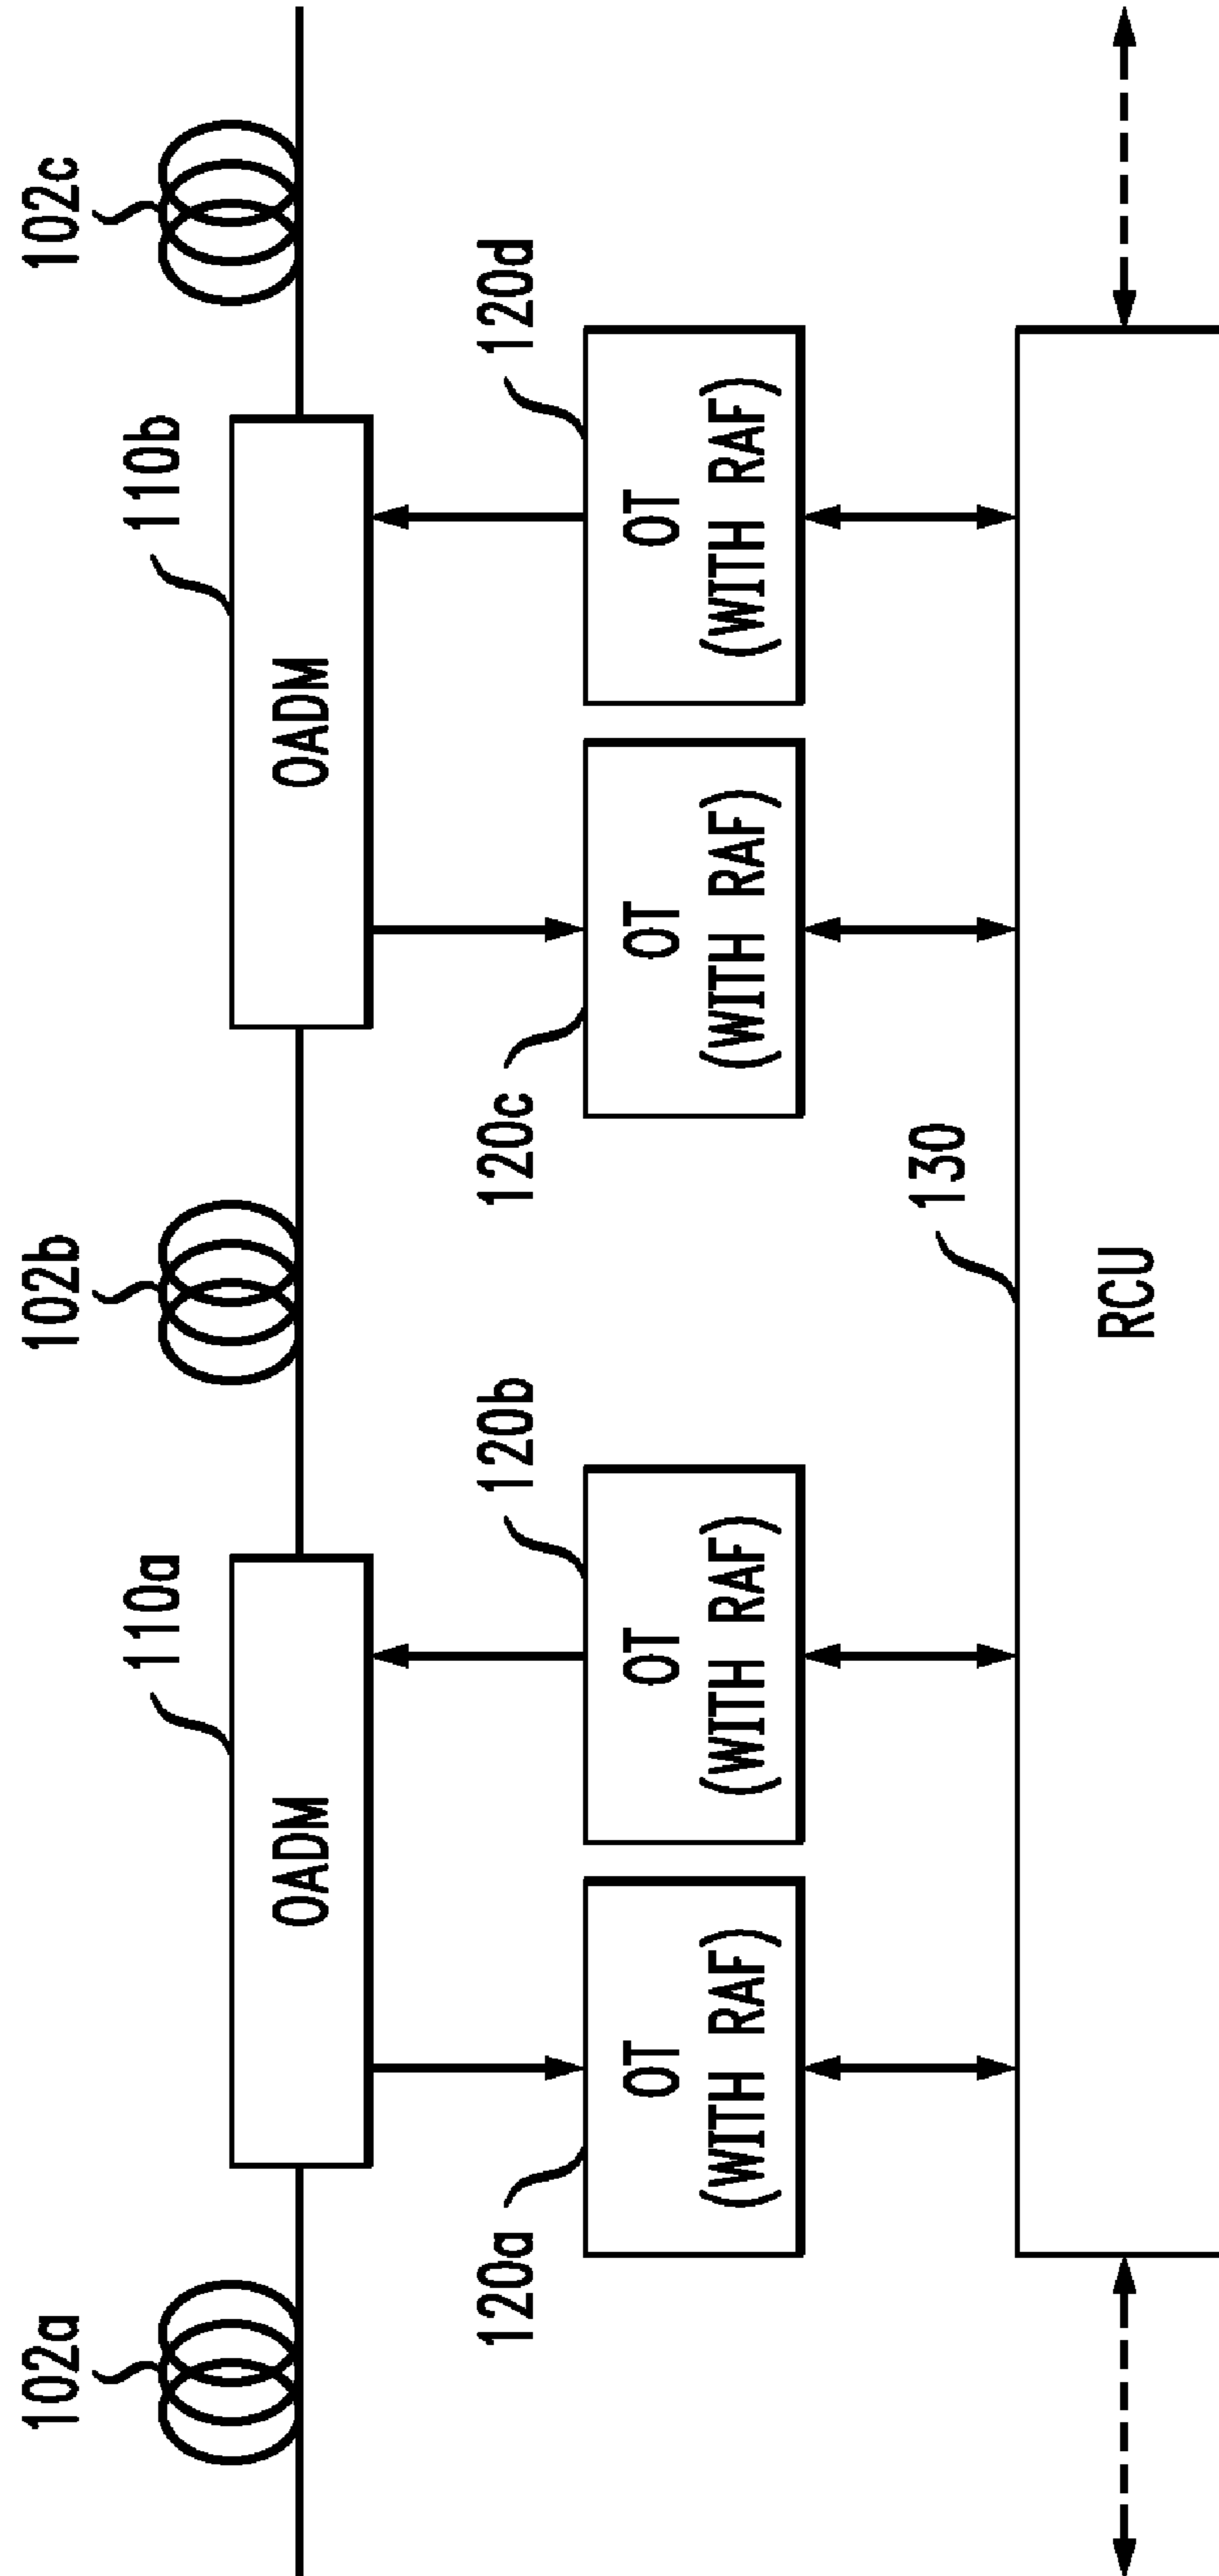 102a
102b
102c
110a
110b
OADM
OADM
120a
120b
120c
120d
OT
(WITH RAF)
OT
(WITH RAF)
OT
(WITH RAF)
OT
(WITH RAF)
130
RCU